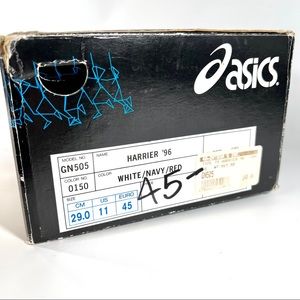 asics
MODEL NO. NAME
GN505 HARRIER '96
COLOR NO. COLOR
0150 WHITE/NAVY/RED
SIZE
CM US EURO
29.0 11 45
45-
GN505